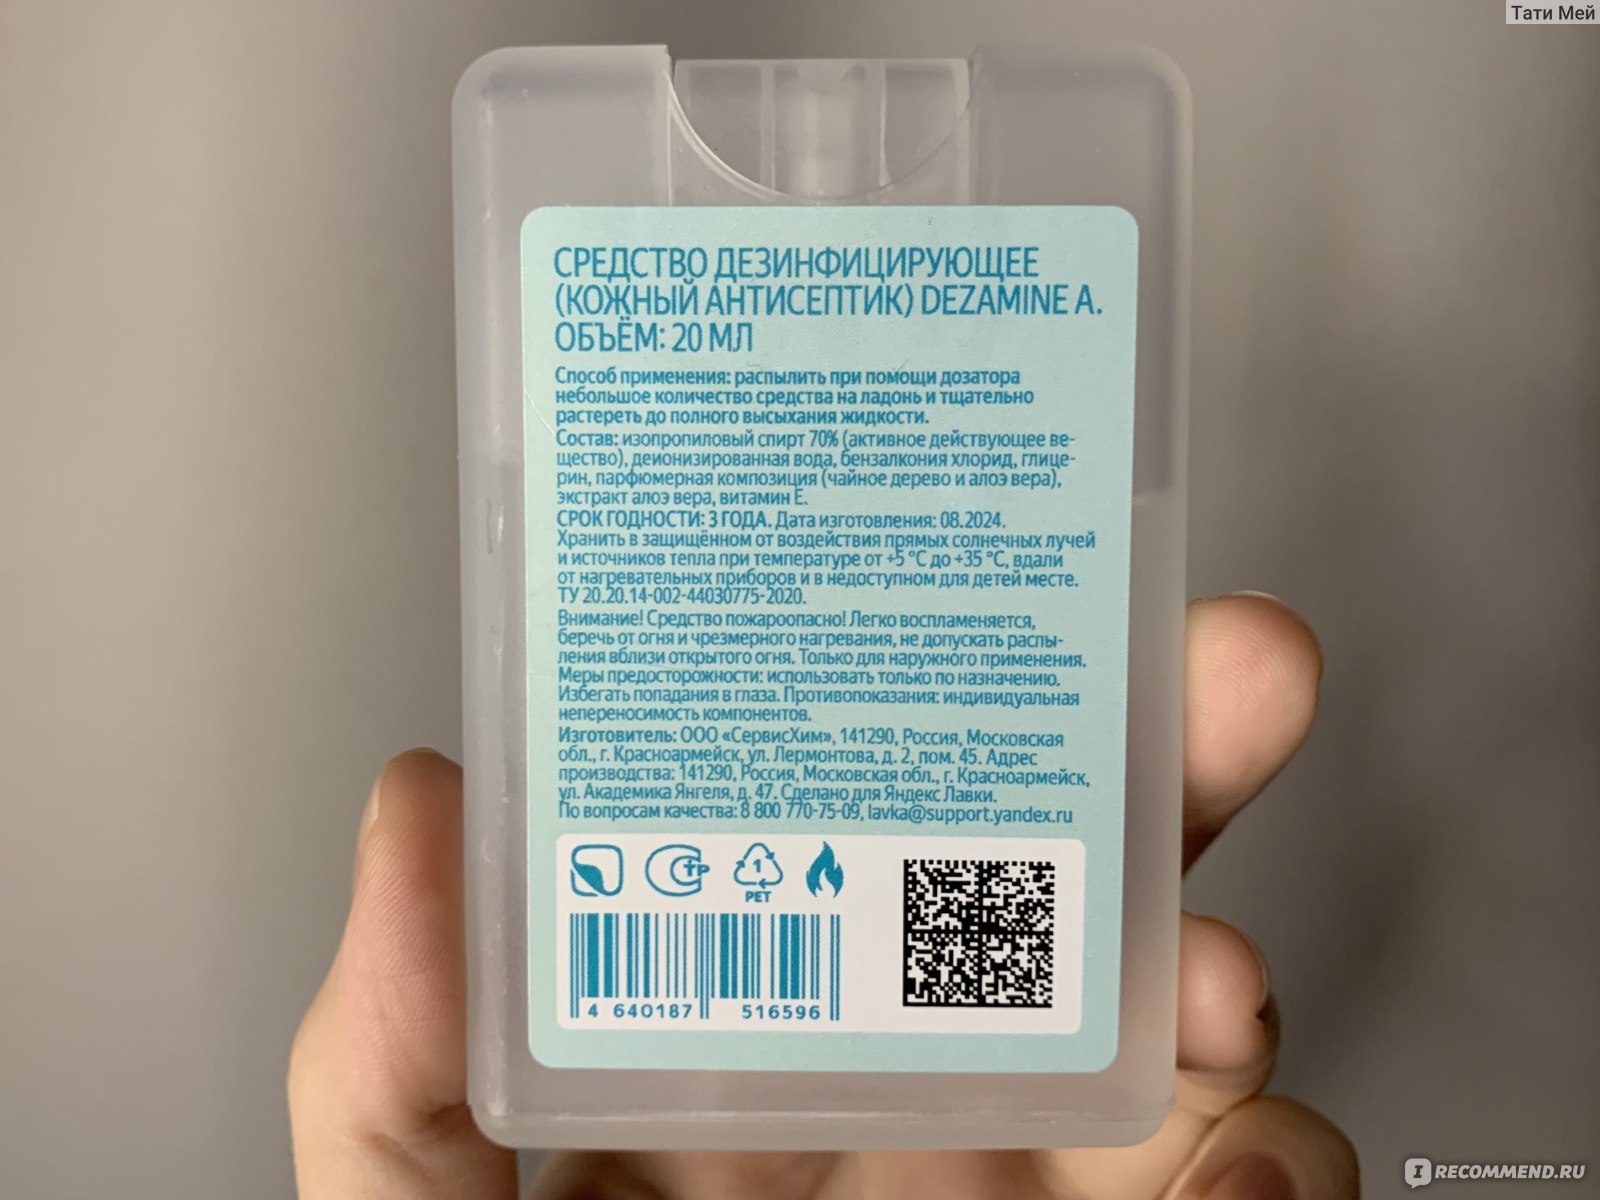 Тати Мей
СРЕДСТВО ДЕЗИНФИЦИРУЮЩЕЕ
(КОЖНЫЙ АНТИСЕПТИК) DEZAMINE A.
ОБЪЁМ: 20 МЛ
Способ применения: распылить при помощи дозатора
небольшое количество средства на ладонь и тщательно
растереть до полного высыхания жидкости.
Состав: изопропиловый спирт 70% (активное действующее ве-
щество), деионизированная вода, бензалкония хлорид, глице-
рин, парфюмерная композиция (чайное дерево и алоэ вера),
экстракт алоэ вера, витамин Е.
СРОК ГОДНОСТИ: 3 ГОДА. Дата изготовления: 08.2024.
Хранить в защищённом от воздействия прямых солнечных лучей
и источников тепла при температуре от +5 °C до +35 °C, вдали
от нагревательных приборов и в недоступном для детей месте.
ТУ 20.20.14-002-44030775-2020.
Внимание! Средство пожароопасно! Легко воспламеняется,
беречь от огня и чрезмерного нагревания, не допускать распы-
ления вблизи открытого огня. Только для наружного применения.
Меры предосторожности: использовать только по назначению.
Избегать попадания в глаза. Противопоказания: индивидуальная
непереносимость компонентов.
Изготовитель: ООО «СервисХим», 141290, Россия, Московская
обл., г. Красноармейск, ул. Лермонтова, д. 2, пом. 45. Адрес
производства: 141290, Россия, Московская обл., г. Красноармейск,
ул. Академика Янгеля, д. 47. Сделано для Яндекс Лавки.
По вопросам качества: 8 800 770-75-09, lavka@support.yandex.ru
СТР
1
PET
4 640187 516596
IRECOMMEND.RU